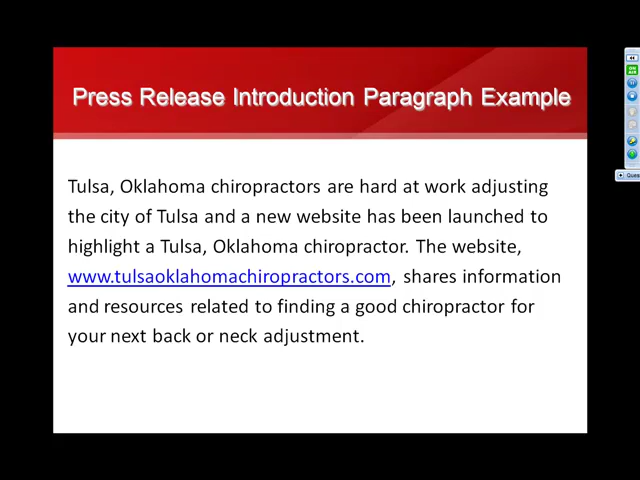 Press Release Introduction Paragraph Example
Tulsa, Oklahoma chiropractors are hard at work adjusting
the city of Tulsa and a new website has been launched to
highlight a Tulsa, Oklahoma chiropractor. The website,
www.tulsaoklahomachiropractors.com, shares information
and resources related to finding a good chiropractor for
your next back or neck adjustment.